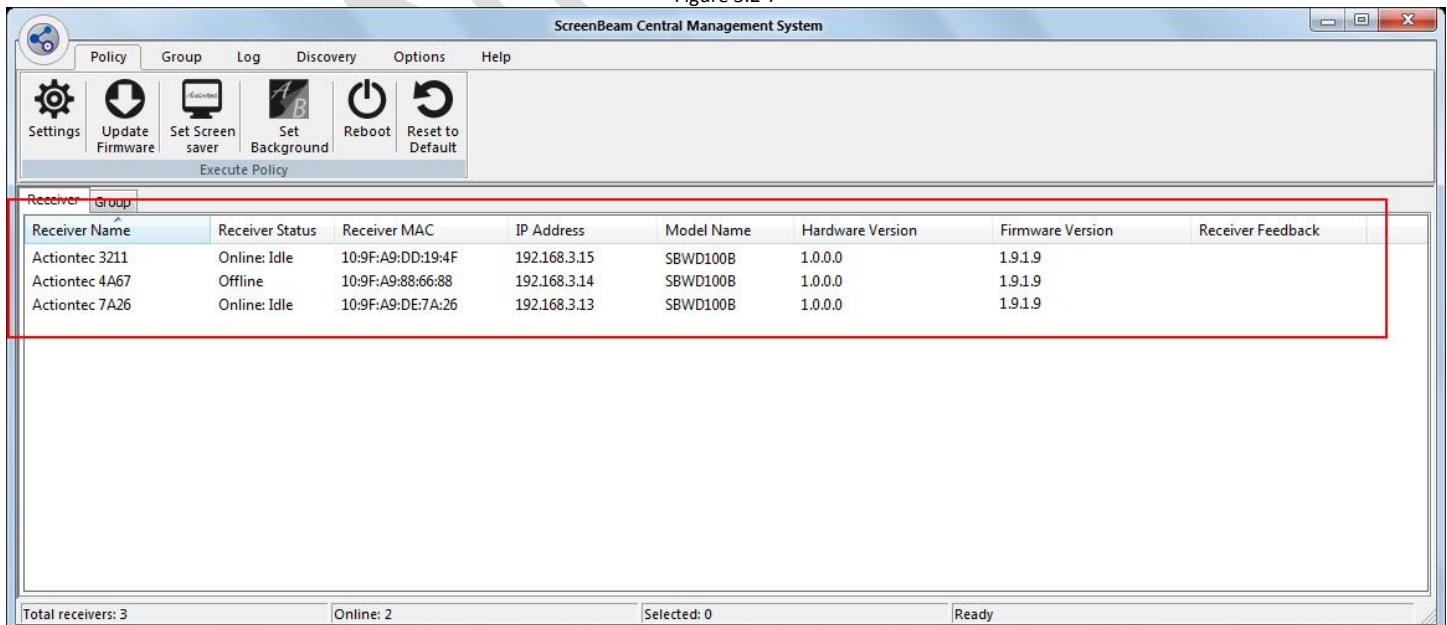 ScreenBeam Central Management System
Policy Group Log Discovery Options Help
Settings Update Firmware Set Screen saver Set Background Reboot Reset to Default
Execute Policy
Receiver Group
Receiver Name Receiver Status Receiver MAC IP Address Model Name Hardware Version Firmware Version Receiver Feedback
Actiontec 3211 Online: Idle 10:9F:A9:DD:19:4F 192.168.3.15 SBWD100B 1.0.0.0 1.9.1.9
Actiontec 4A67 Offline 10:9F:A9:88:66:88 192.168.3.14 SBWD100B 1.0.0.0 1.9.1.9
Actiontec 7A26 Online: Idle 10:9F:A9:DE:7A:26 192.168.3.13 SBWD100B 1.0.0.0 1.9.1.9
Total receivers: 3 Online: 2 Selected: 0 Ready